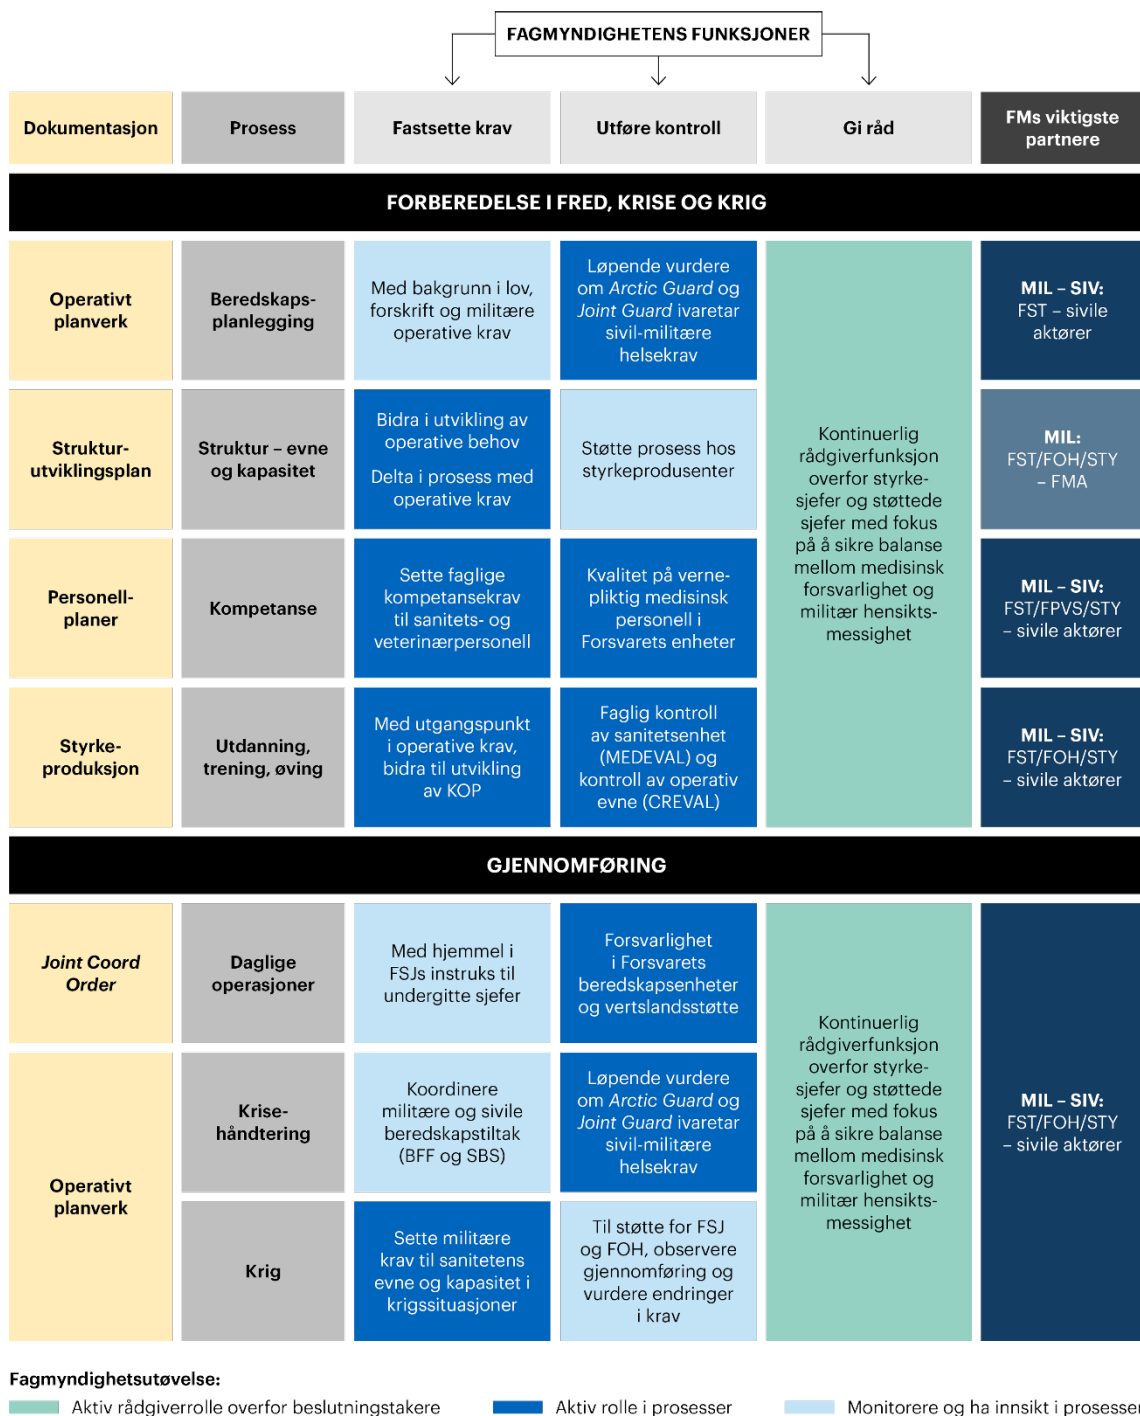 FAGMYNDIGHETENS FUNKSJONER
Dokumentasjon
Prosess
Fastsette krav
Utføre kontroll
Gi råd
FMs viktigste
partnere
FORBEREDELSE I FRED, KRISE OG KRIG
Operativt
planverk
Beredskaps-
planlegging
Med bakgrunn i lov,
forskrift og militære
operative krav
Løpende vurdere
om Arctic Guard og
Joint Guard ivaretar
sivil-militære
helsekrav
MIL – SIV:
FST – sivile
aktører
Struktur-
utviklingsplan
Struktur – evne
og kapasitet
Bidra i utvikling av
operative behov
Delta i prosess med
operative krav
Støtte prosess hos
styrkeprodusenter
Kontinuerlig
rådgiverfunksjon
overfor styrke-
sjefer og støttede
sjefer med fokus
på å sikre balanse
mellom medisinsk
forsvarlighet og
militær hensikts-
messighet
MIL:
FST/FOH/STY
– FMA
Personell-
planer
Kompetanse
Sette faglige
kompetansekrav
til sanitets- og
veterinærpersonell
Kvalitet på verne-
pliktig medisinsk
personell i
Forsvarets enheter
MIL – SIV:
FST/FPVS/STY
– sivile aktører
Styrke-
produksjon
Utdanning,
trening, øving
Med utgangspunkt
i operative krav,
bidra til utvikling
av KOP
Faglig kontroll
av sanitetsenhet
(MEDEVAL) og
kontroll av operativ
evne (CREVAL)
MIL – SIV:
FST/FOH/STY
– sivile aktører
GJENNOMFØRING
Joint Coord
Order
Daglige
operasjoner
Med hjemmel i
FSJs instruks til
undergitte sjefer
Forsvarlighet
i Forsvarets
beredskapsenheter
og vertslandsstøtte
Kontinuerlig
rådgiverfunksjon
overfor styrke-
sjefer og støttede
sjefer med fokus
på å sikre balanse
mellom medisinsk
forsvarlighet og
militær hensikts-
messighet
MIL – SIV:
FST/FOH/STY
– sivile aktører
Operativt
planverk
Krise-
håndtering
Koordinere
militære og sivile
beredskapstiltak
(BFF og SBS)
Løpende vurdere
om Arctic Guard og
Joint Guard ivaretar
sivil-militære
helsekrav
Krig
Sette militære
krav til sanitetens
evne og kapasitet i
krigssituasjoner
Til støtte for FSJ
og FOH, observere
gjennomføring og
vurdere endringer
i krav
Fagmyndighetsutøvelse:
Aktiv rådgiverrolle overfor beslutningstakere
Aktiv rolle i prosesser
Monitorere og ha innsikt i prosesser